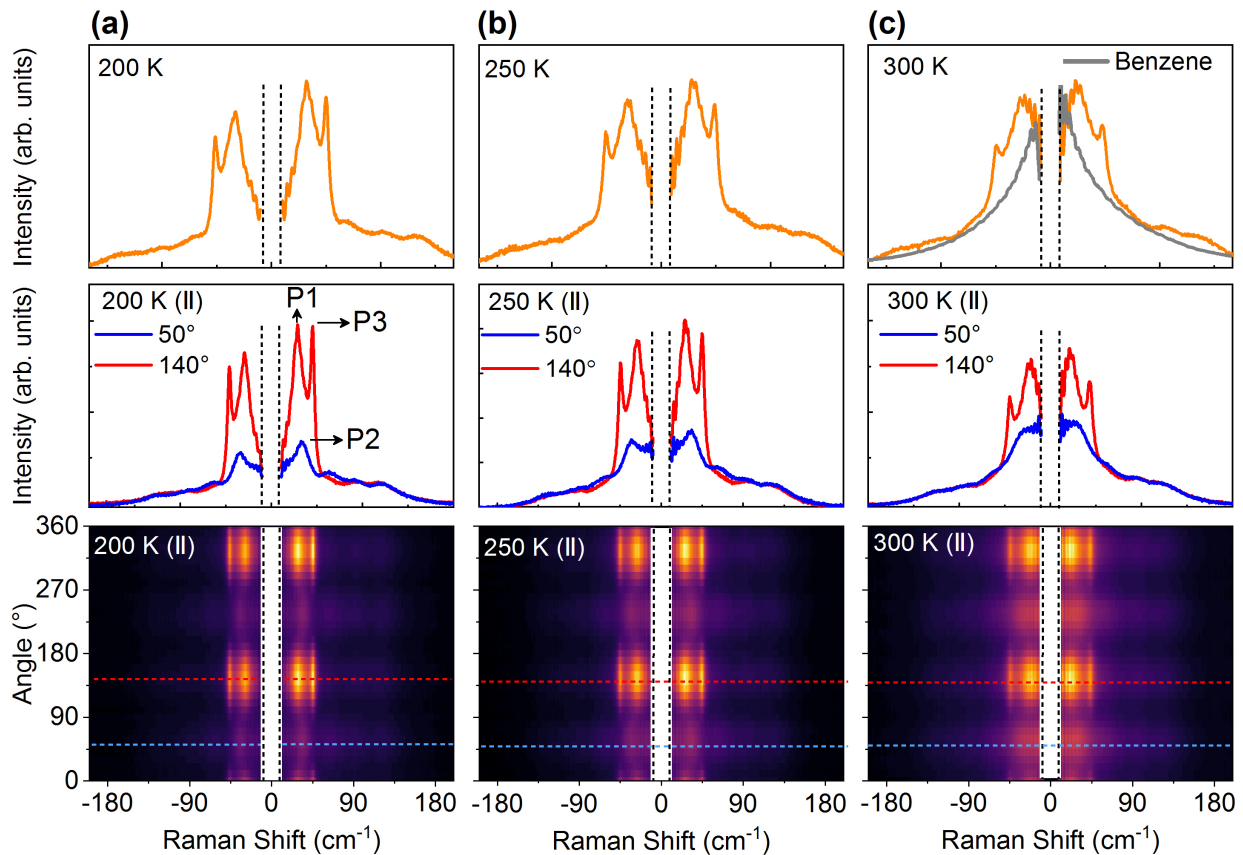 (a) (b) (c)
Intensity (arb. units)
200 K
250 K
300 K
Benzene
Intensity (arb. units)
200 K (II)
50°
140°
P1
P3
P2
250 K (II)
50°
140°
300 K (II)
50°
140°
Angle (°)
360
270
180
90
0
200 K (II)
250 K (II)
300 K (II)
-180 -90 0 90 180
-180 -90 0 90 180
-180 -90 0 90 180
Raman Shift (cm⁻¹)
Raman Shift (cm⁻¹)
Raman Shift (cm⁻¹)